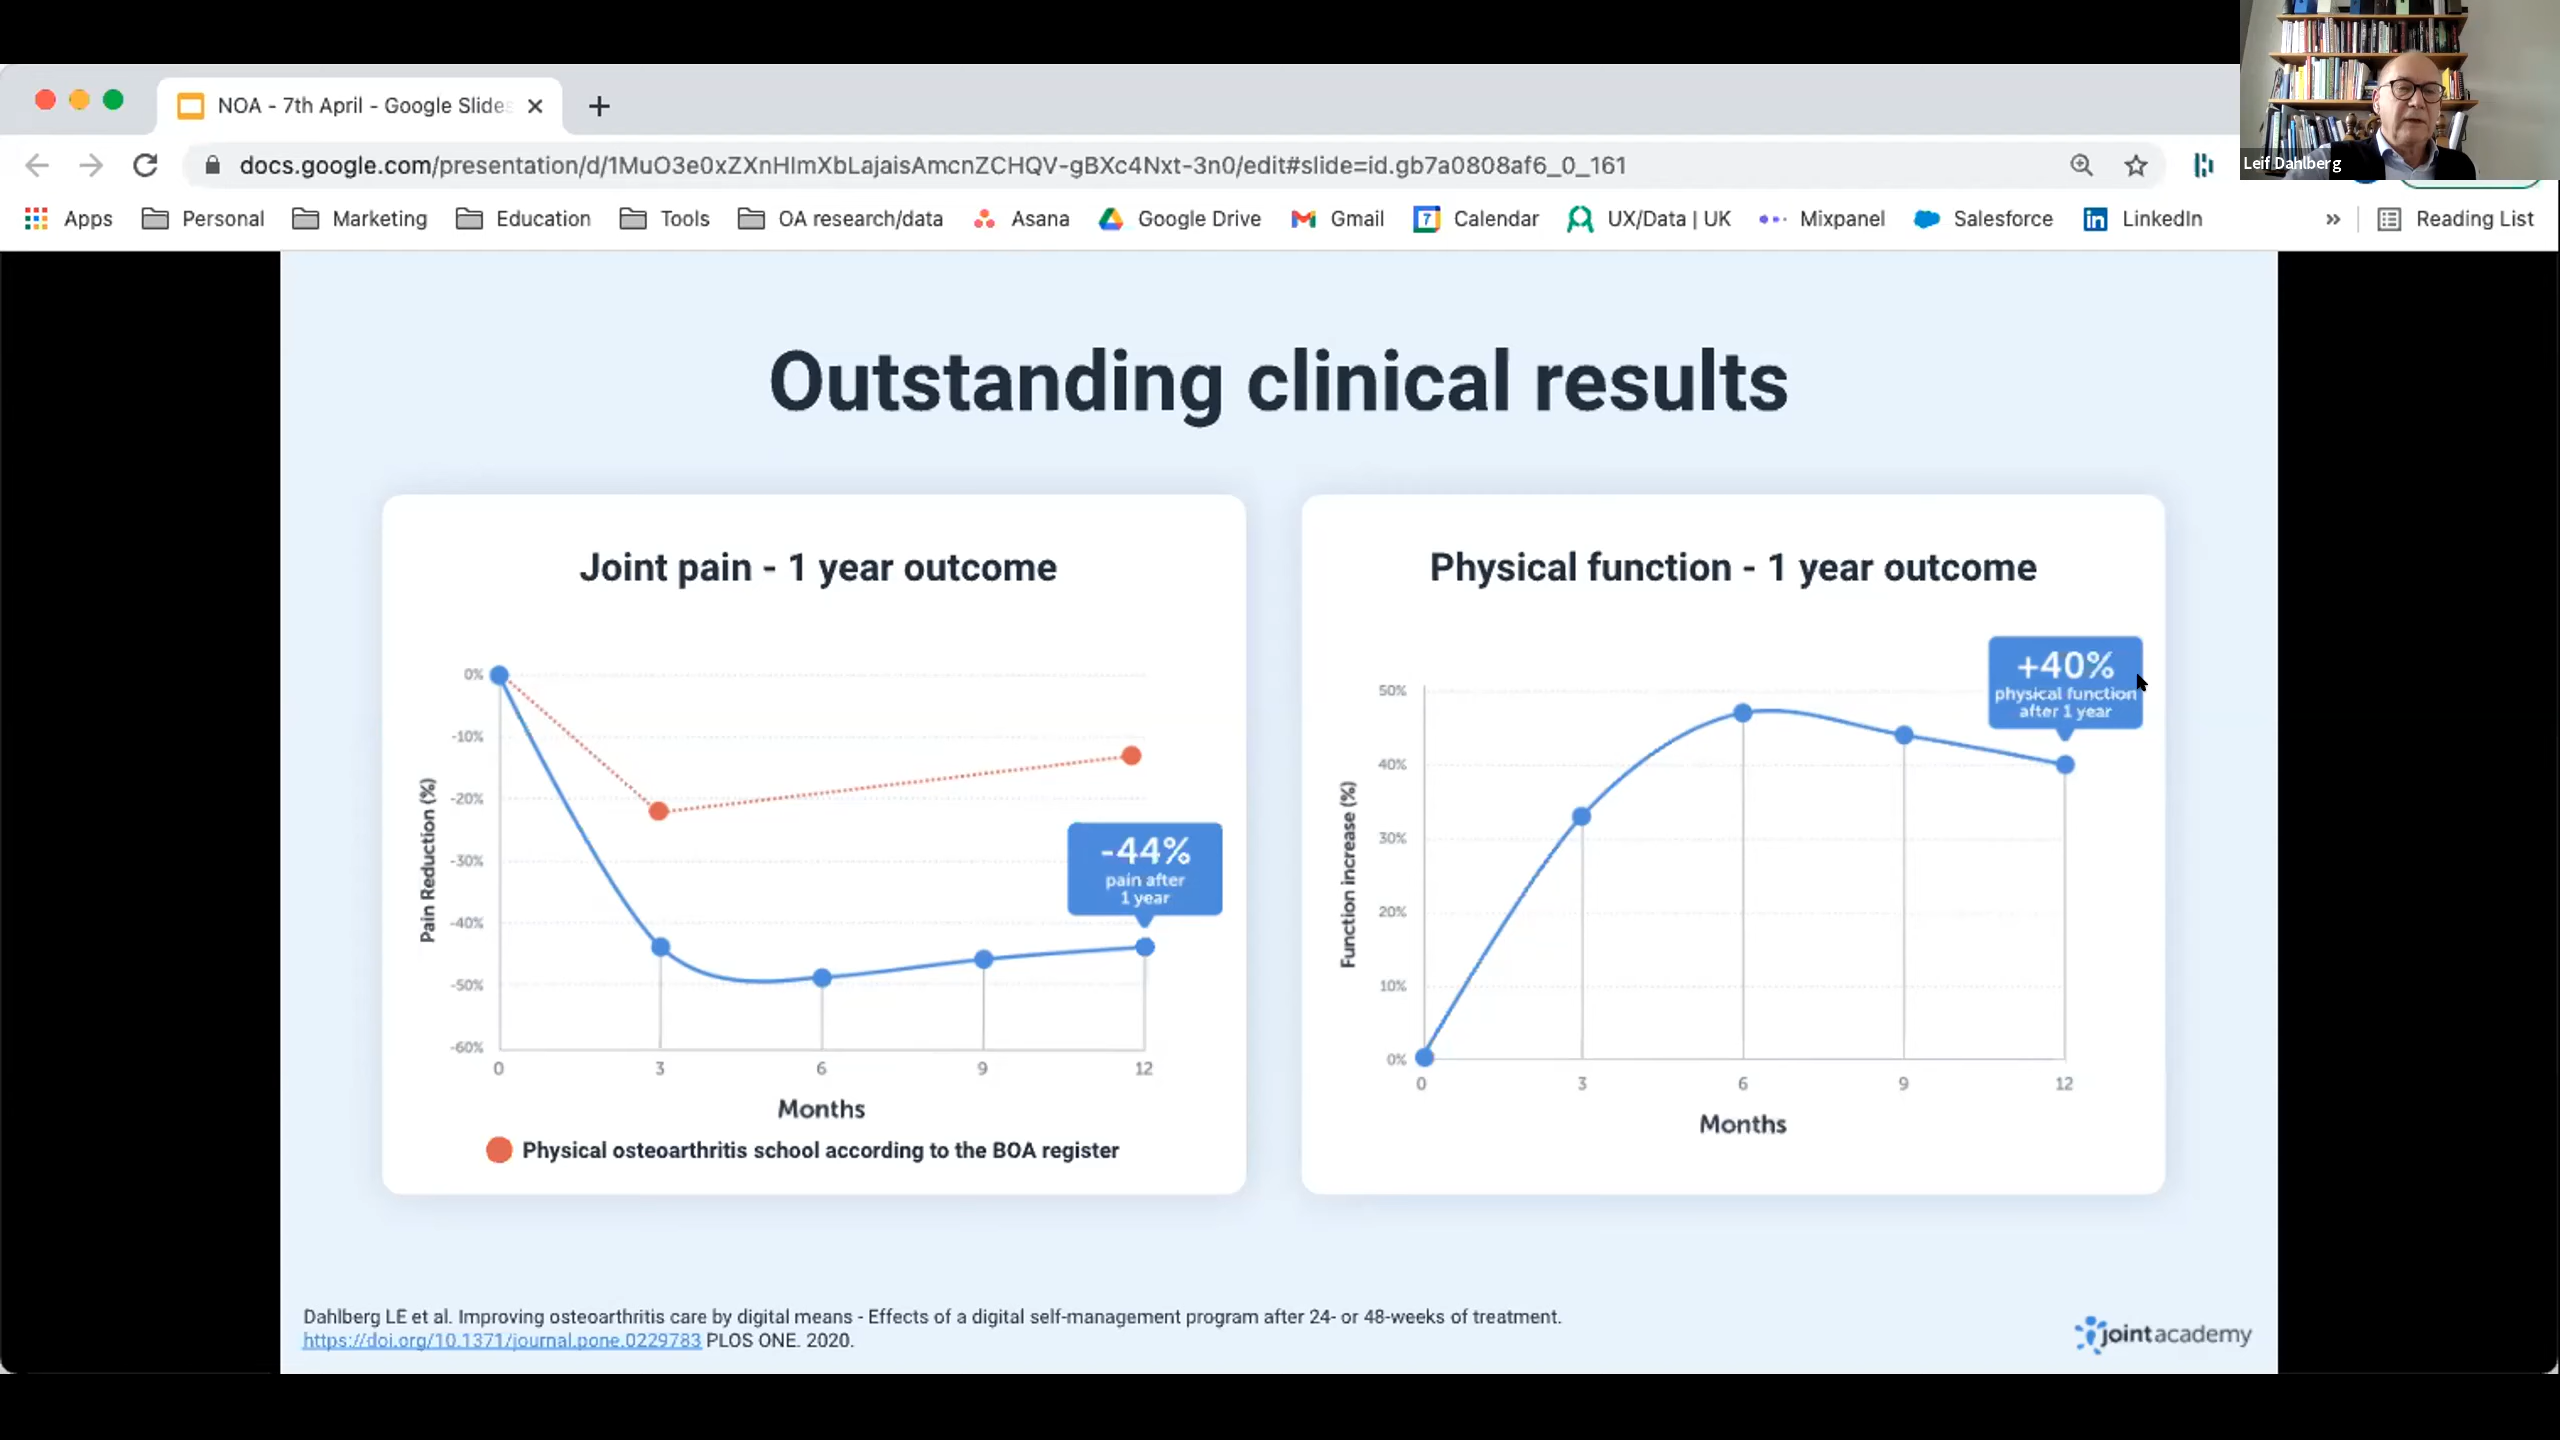 NOA - 7th April - Google Slides
docs.google.com/presentation/d/1MuO3e0xZXnHImXbLajaisAmcnZCHQV-gBXc4Nxt-3n0/edit#slide=id.gb7a0808af6_0_161
Leif Dahlberg
Apps Personal Marketing Education Tools OA research/data Asana Google Drive Gmail 7 Calendar UX/Data | UK Mixpanel Salesforce in LinkedIn » Reading List
Outstanding clinical results
Joint pain - 1 year outcome
0%
-10%
-20%
-30%
-40%
-50%
-60%
Pain Reduction (%)
-44%
pain after
1 year
0 3 6 9 12
Months
Physical osteoarthritis school according to the BOA register
Physical function - 1 year outcome
+40%
physical function
after 1 year
50%
40%
30%
20%
10%
0%
Function increase (%)
0 3 6 9 12
Months
Dahlberg LE et al. Improving osteoarthritis care by digital means - Effects of a digital self-management program after 24- or 48-weeks of treatment.
https://doi.org/10.1371/journal.pone.0229783 PLOS ONE. 2020.
jointacademy